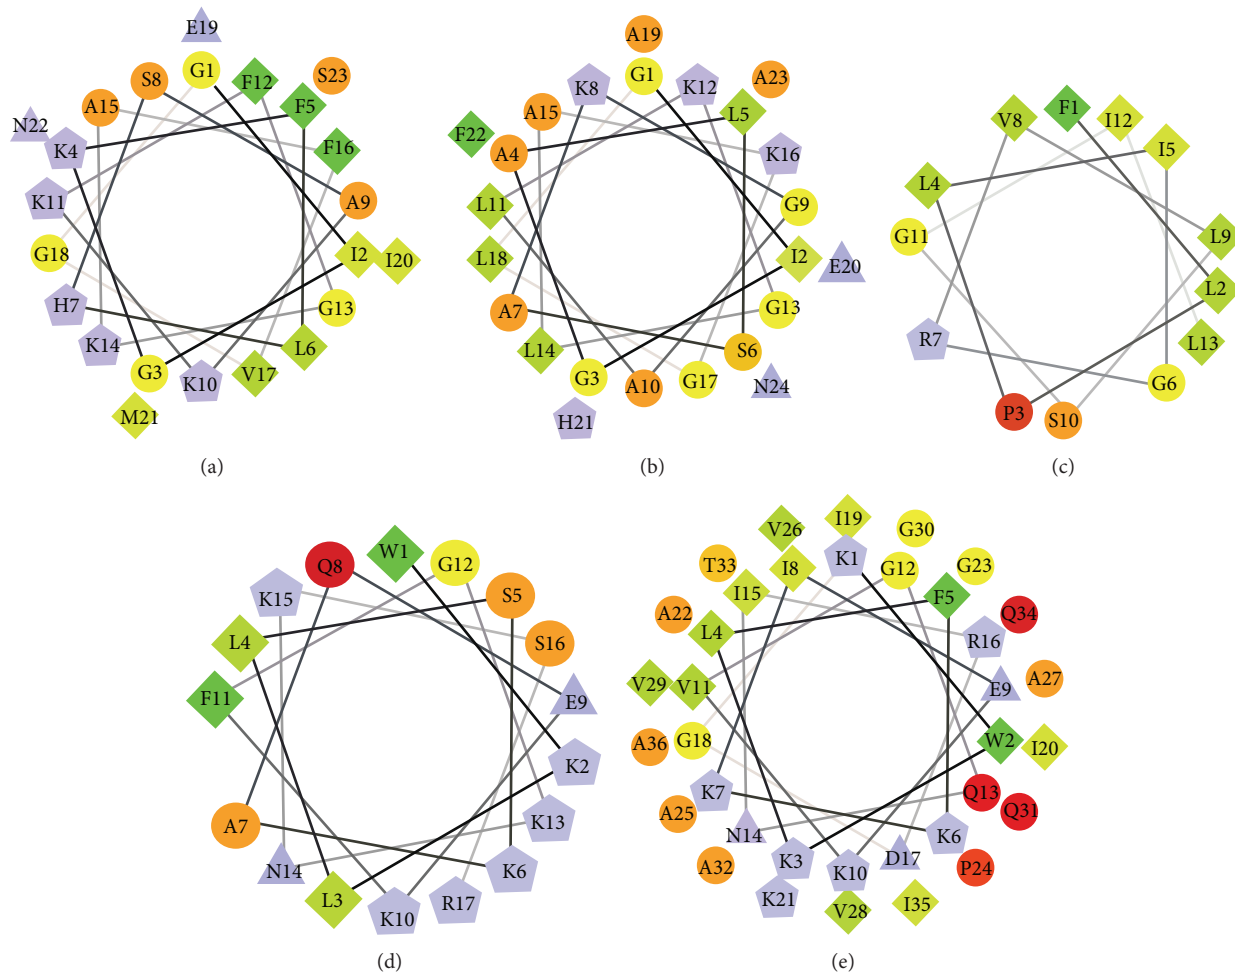 E19
G1
S8
F12
S23
F5
A15
N22
K4
F16
K11
A9
G18
I2
I20
H7
G13
K14
L6
G3
K10
V17
M21
(a)
A19
G1
K8
K12
A23
A15
L5
F22
A4
K16
L11
G9
L18
I2
E20
A7
G13
L14
S6
G3
A10
G17
N24
H21
(b)
F1
V8
I12
I5
L4
G11
L9
L2
R7
L13
G6
P3
S10
(c)
W1
Q8
G12
K15
S5
L4
S16
F11
E9
K2
A7
K13
N14
K6
L3
K10
R17
(d)
I19
V26
G30
K1
T33
I8
G12
G23
I15
F5
A22
L4
R16
Q34
V29
V11
E9
A27
A36
G18
W2
I20
K7
Q13
Q31
A25
N14
K6
A32
K3
K10
D17
P24
K21
V28
I35
(e)